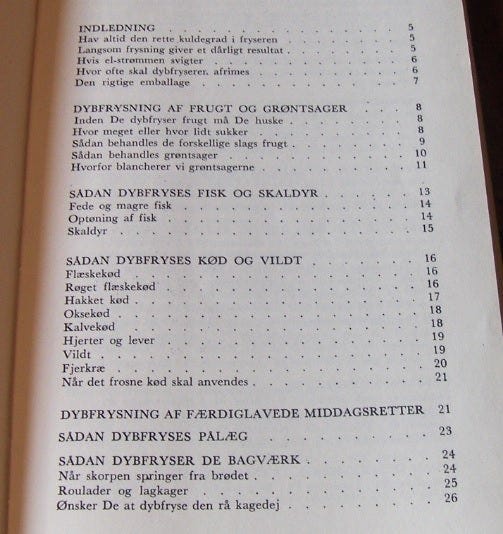 INDLEDNING . . . . . . . . . . . . . 5
Hav altid den rette kuldegrad i fryseren . . . . . 5
Langsom frysning giver et dårligt resultat . . . . . 5
Hvis el-strømmen svigter . . . . . . . . . 6
Hvor ofte skal dybfryseren afrimes . . . . . . 6
Den rigtige emballage . . . . . . . . . . 7
DYBFRYSNING AF FRUGT OG GRØNTSAGER . . . 8
Inden De dybfryser frugt må De huske . . . . . 8
Hvor meget eller hvor lidt sukker . . . . . . . 8
Sådan behandles de forskellige slags frugt . . . . . 9
Sådan behandles grøntsager . . . . . . . . 10
Hvorfor blancherer vi grøntsagerne . . . . . . 11
SÅDAN DYBFRYSES FISK OG SKALDYR . . . . 13
Fede og magre fisk . . . . . . . . . . . 14
Optøning af fisk . . . . . . . . . . . . 14
Skaldyr . . . . . . . . . . . . . . 15
SÅDAN DYBFRYSES KØD OG VILDT . . . . . 16
Flæskekød . . . . . . . . . . . . . 16
Røget flæskekød . . . . . . . . . . . . 16
Hakket kød . . . . . . . . . . . . . 17
Oksekød . . . . . . . . . . . . . . 18
Kalvekød . . . . . . . . . . . . . . 18
Hjerter og lever . . . . . . . . . . . . 19
Vildt . . . . . . . . . . . . . . . 19
Fjerkræ . . . . . . . . . . . . . . 20
Når det frosne kød skal anvendes . . . . . . . 21
DYBFRYSNING AF FÆRDIGLAVEDE MIDDAGSRETTER 21
SÅDAN DYBFRYSES PÅLÆG . . . . . . . . 23
SÅDAN DYBFRYSER DE BAGVÆRK . . . . . . 24
Når skorpen springer fra brødet . . . . . . . . 24
Roulader og lagkager . . . . . . . . . . 25
Ønsker De at dybfryse den rå kagedej . . . . . . 26